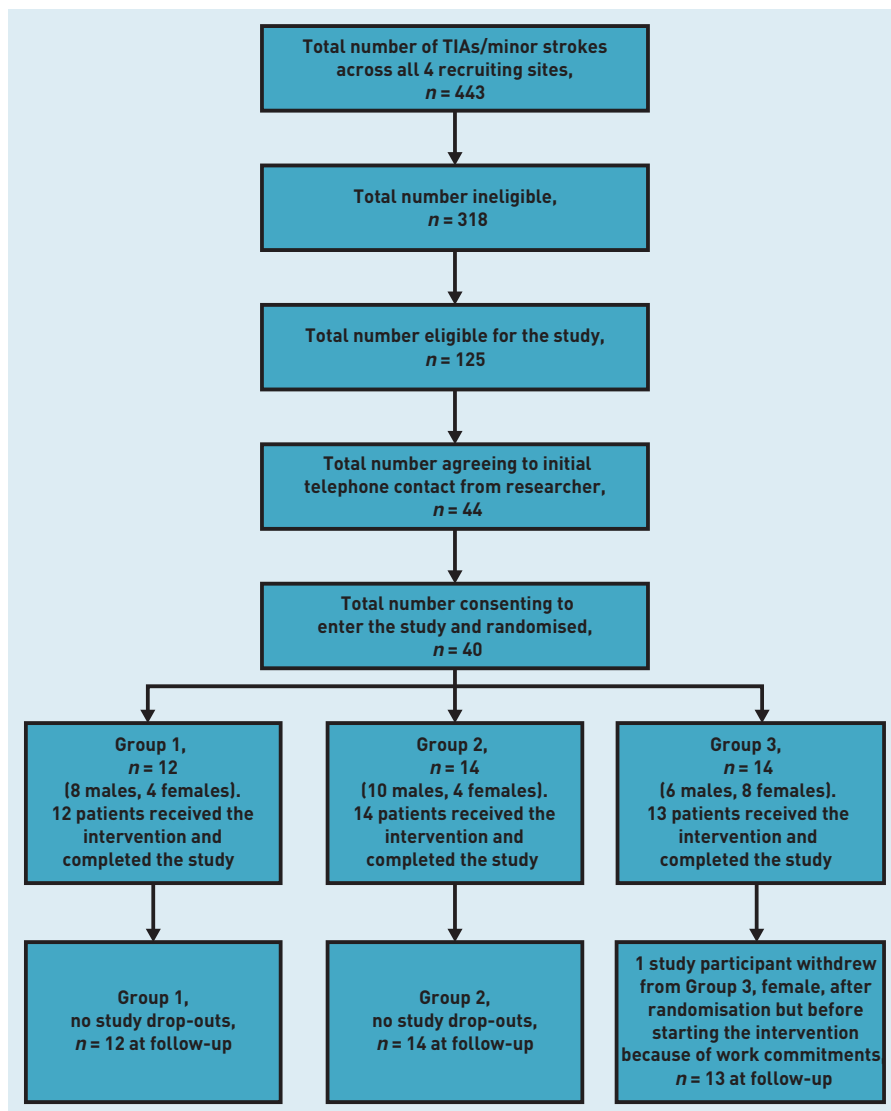 Total number of TIAs/minor strokes
across all 4 recruiting sites,
n = 443
Total number ineligible,
n = 318
Total number eligible for the study,
n = 125
Total number agreeing to initial
telephone contact from researcher,
n = 44
Total number consenting to
enter the study and randomised,
n = 40
Group 1,
n = 12
(8 males, 4 females).
12 patients received the
intervention and
completed the study
Group 2,
n = 14
(10 males, 4 females).
14 patients received the
intervention and
completed the study
Group 3,
n = 14
(6 males, 8 females).
13 patients received the
intervention and
completed the study
Group 1,
no study drop-outs,
n = 12 at follow-up
Group 2,
no study drop-outs,
n = 14 at follow-up
1 study participant withdrew
from Group 3, female, after
randomisation but before
starting the intervention
because of work commitments,
n = 13 at follow-up